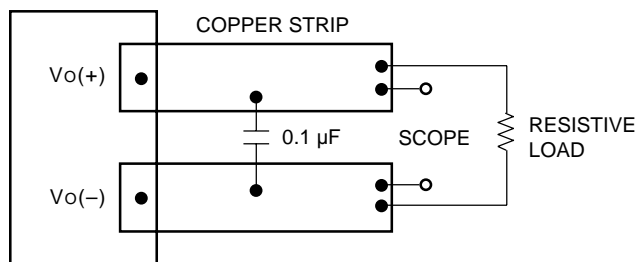 COPPER STRIP
VO(+)
0.1 μF
SCOPE
RESISTIVE
LOAD
VO(–)